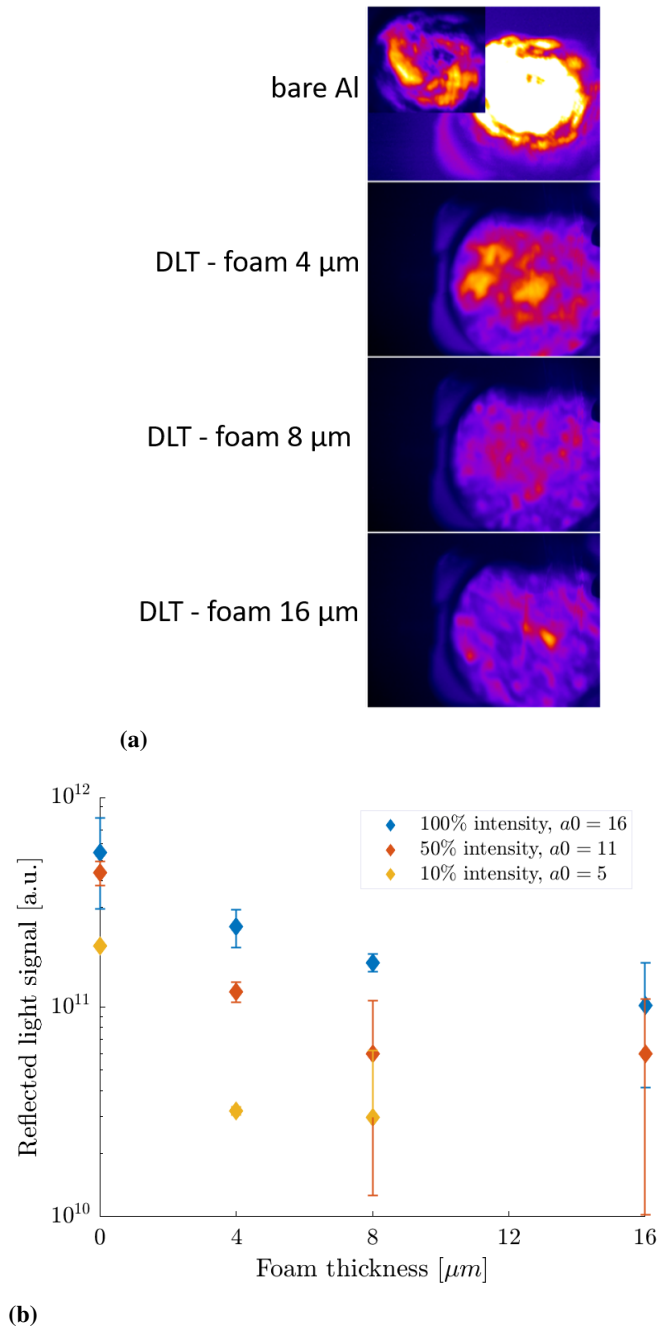 bare Al
DLT - foam 4 μm
DLT - foam 8 μm
DLT - foam 16 μm
(a)
10^12
10^11
10^10
Reflected light signal [a.u.]
100% intensity, a0 = 16
50% intensity, a0 = 11
10% intensity, a0 = 5
0 4 8 12 16
Foam thickness [μm]
(b)